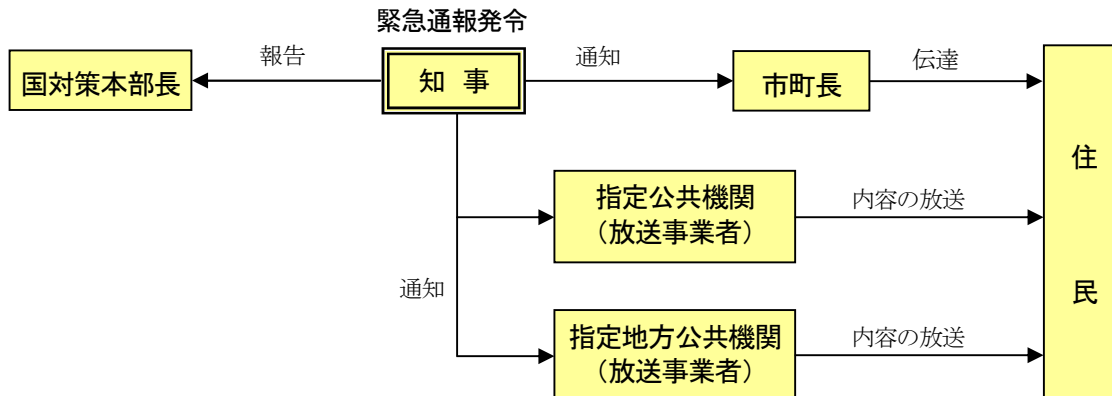 緊急通報発令
国対策本部長
報告
知 事
通知
市町長
伝達
住
民
指定公共機関
（放送事業者）
内容の放送
通知
指定地方公共機関
（放送事業者）
内容の放送